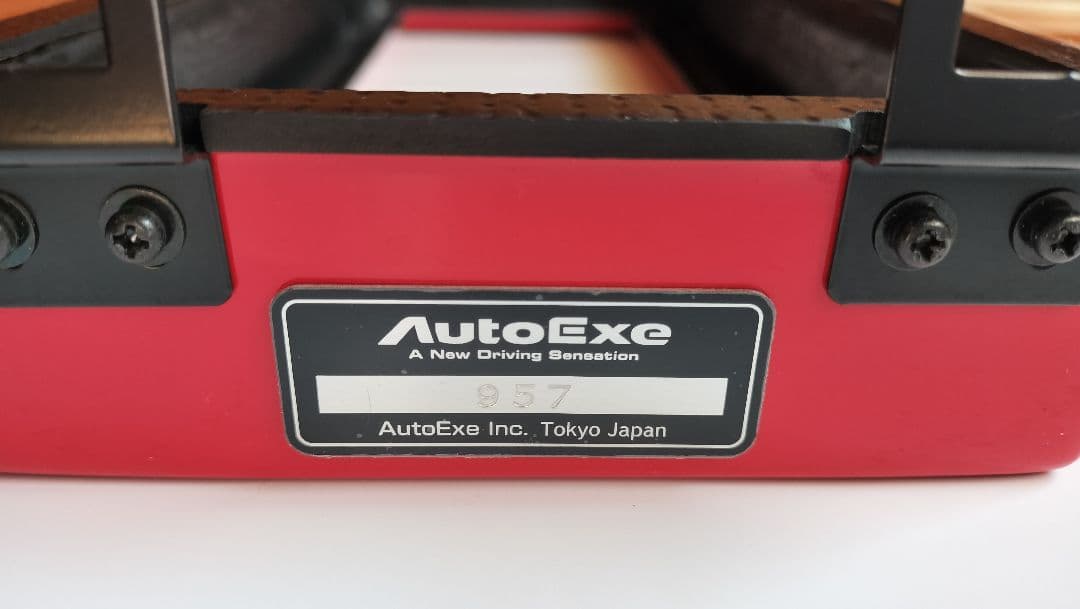 AutoExe
A New Driving Sensation
957
AutoExe Inc. Tokyo Japan